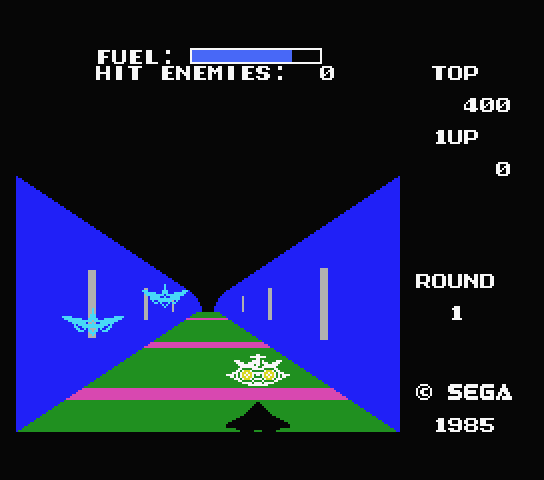 FUEL:
HIT ENEMIES: 0
TOP
400
1UP
0
ROUND
1
© SEGA
1985